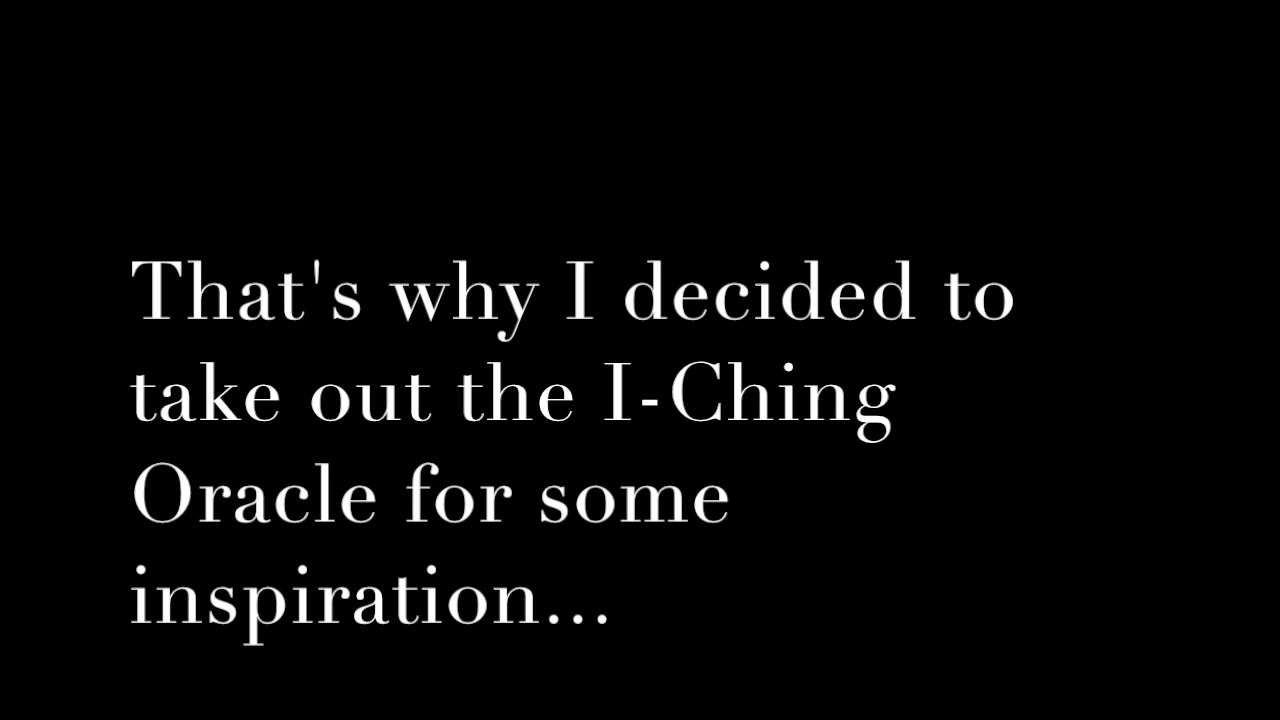 That's why I decided to
take out the I-Ching
Oracle for some
inspiration...